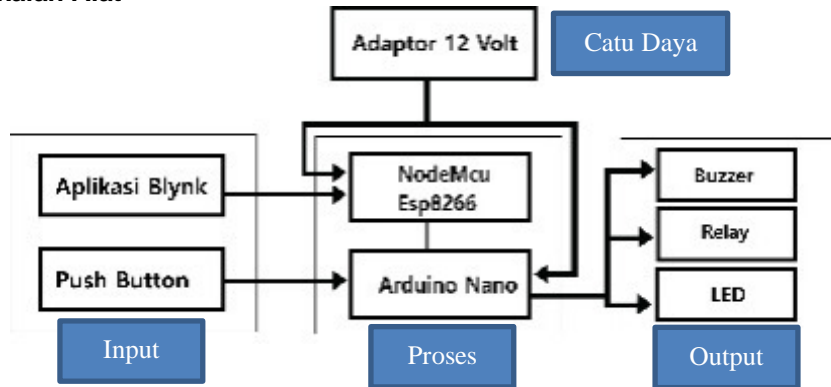 Adaptor 12 Volt
Catu Daya
Aplikasi Blynk
NodeMcu
Esp8266
Buzzer
Relay
Push Button
Arduino Nano
LED
Input
Proses
Output